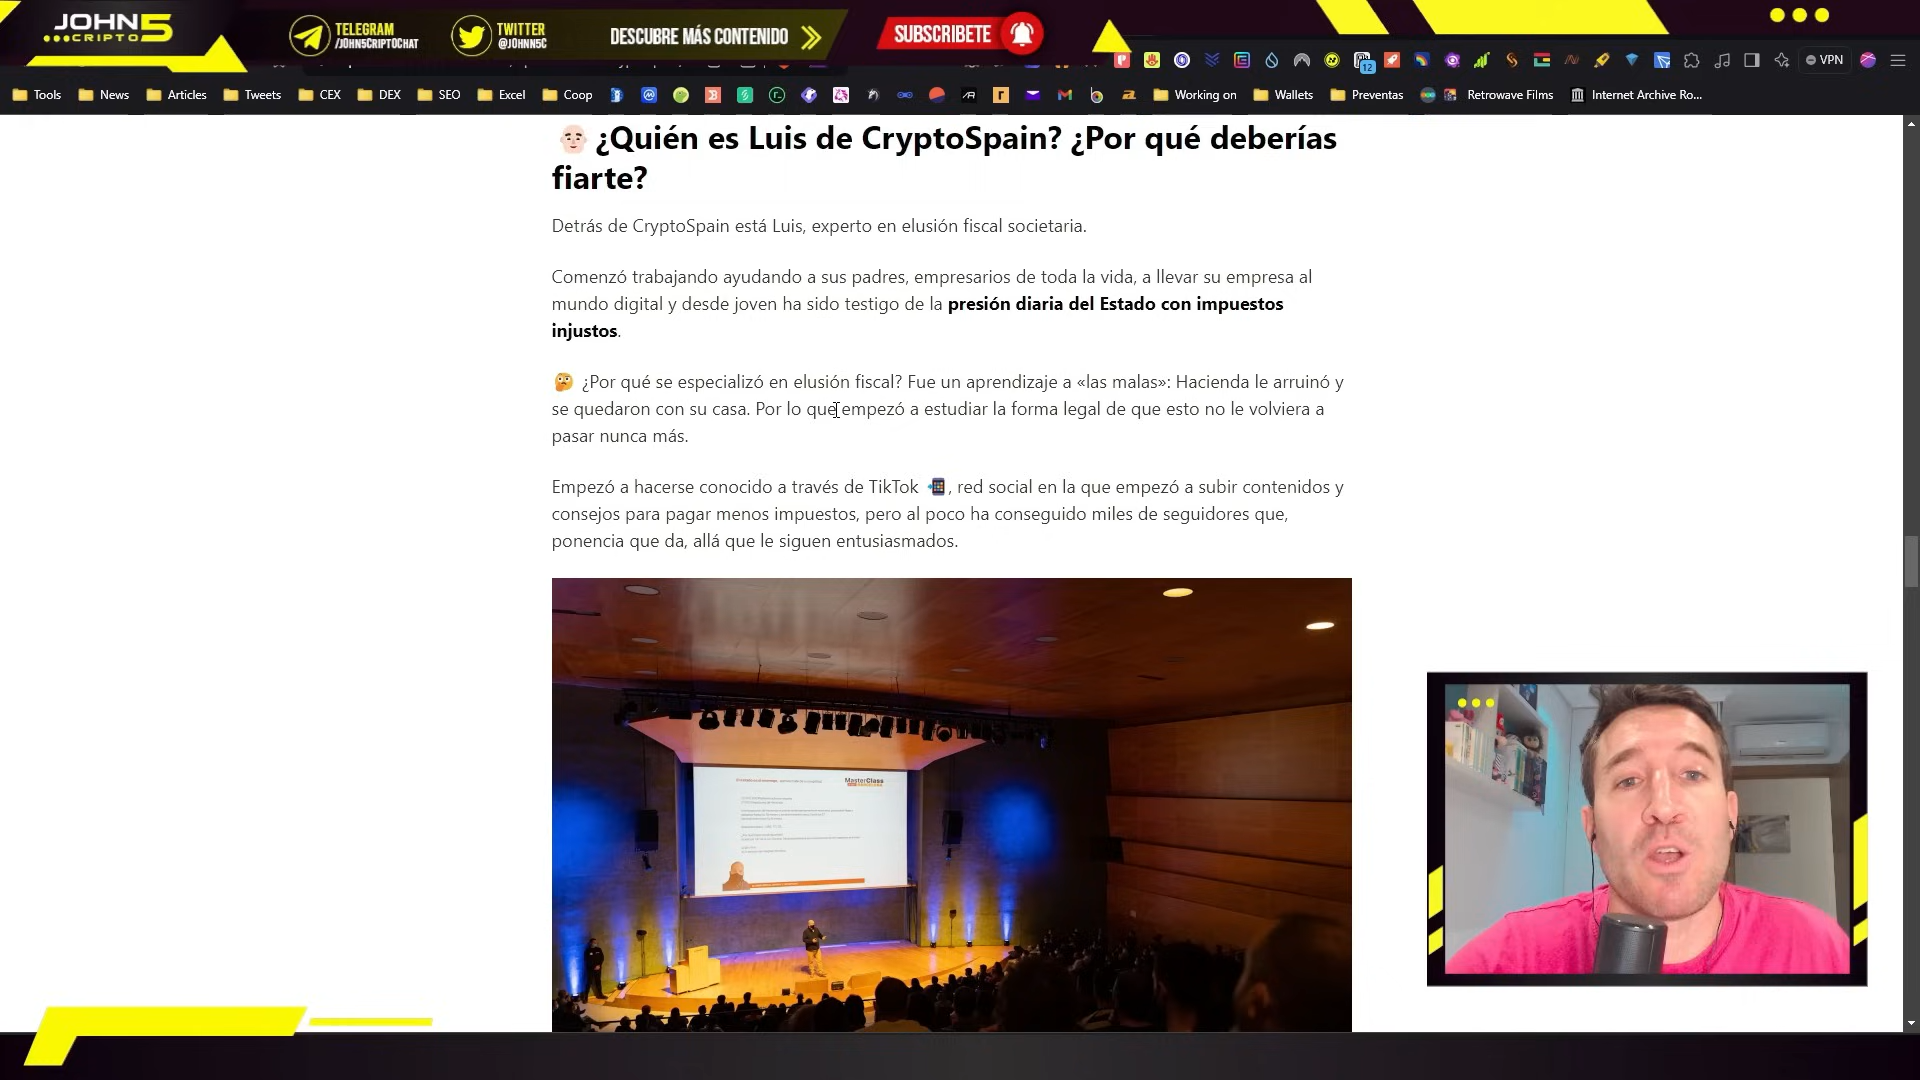 JOHN 5
CRIPTO
TELEGRAM
/JOHN5CRIPTOCHAT
TWITTER
@JOHNN5C
DESCUBRE MÁS CONTENIDO
SUBSCRIBETE
12
VPN
Tools
News
Articles
Tweets
CEX
DEX
SEO
Excel
Coop
Working on
Wallets
Preventas
Retrowave Films
Internet Archive Ro...
¿Quién es Luis de CryptoSpain? ¿Por qué deberías
fiarte?
Detrás de CryptoSpain está Luis, experto en elusión fiscal societaria.
Comenzó trabajando ayudando a sus padres, empresarios de toda la vida, a llevar su empresa al
mundo digital y desde joven ha sido testigo de la presión diaria del Estado con impuestos
injustos.
¿Por qué se especializó en elusión fiscal? Fue un aprendizaje a «las malas»: Hacienda le arruinó y
se quedaron con su casa. Por lo que empezó a estudiar la forma legal de que esto no le volviera a
pasar nunca más.
Empezó a hacerse conocido a través de TikTok , red social en la que empezó a subir contenidos y
consejos para pagar menos impuestos, pero al poco ha conseguido miles de seguidores que,
ponencia que da, allá que le siguen entusiasmados.
MasterClass